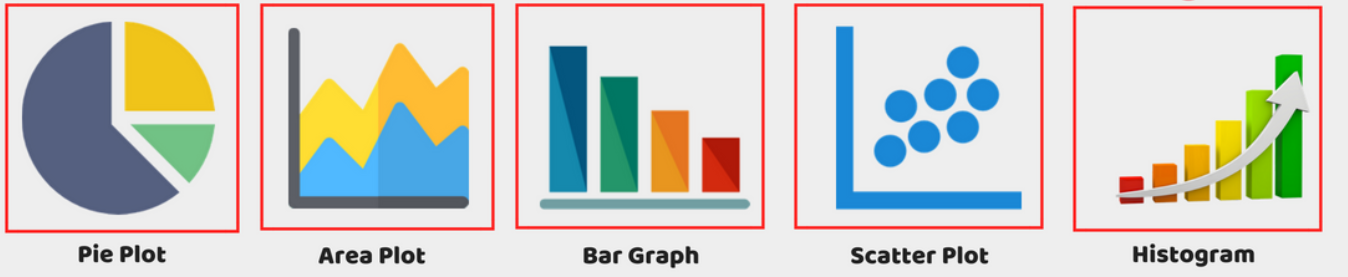 Pie Plot
Area Plot
Bar Graph
Scatter Plot
Histogram